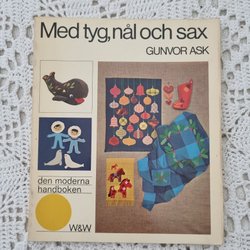 Med tyg, nål och sax
GUNVOR ASK
den moderna
handboken
W&W